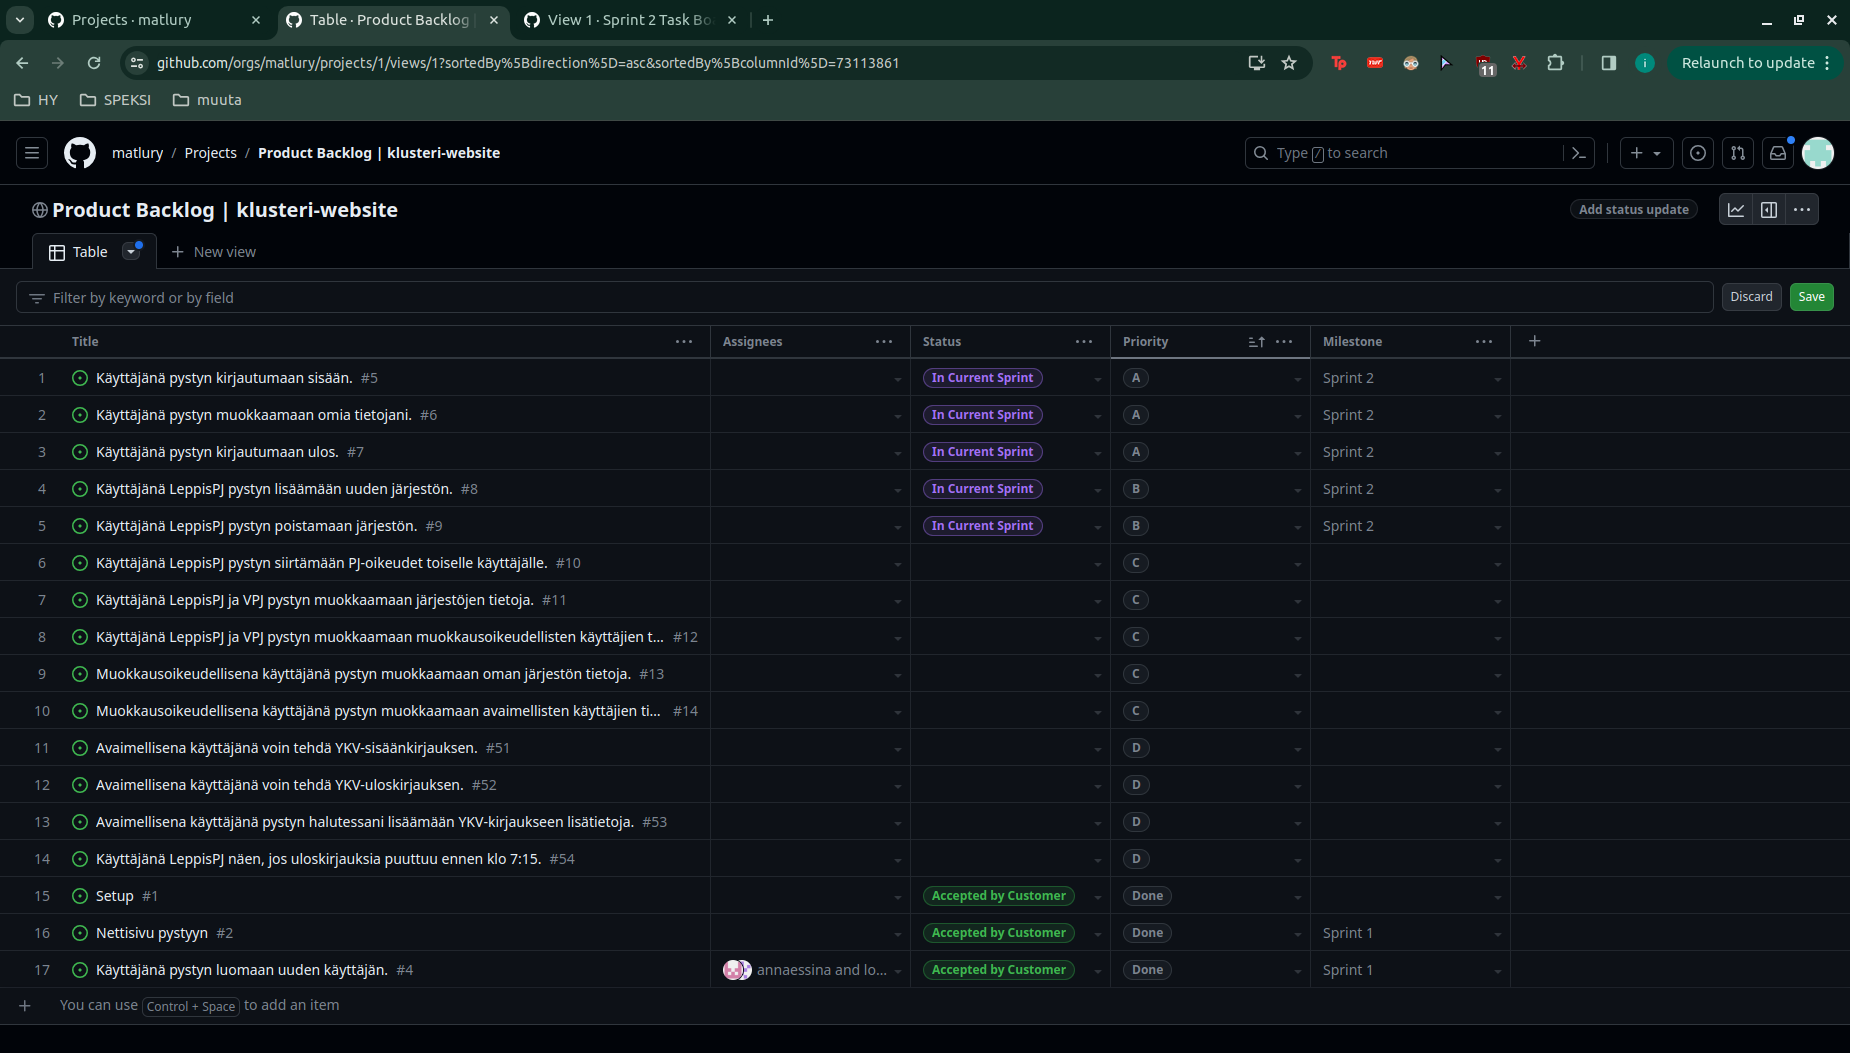 Projects · matlury
Table · Product Backlog
View 1 · Sprint 2 Task Bo
github.com/orgs/matlury/projects/1/views/1?sortedBy%5Bdirection%5D=asc&sortedBy%5BcolumnId%5D=73113861
Tp
11
i
Relaunch to update
HY
SPEKSI
muuta
matlury / Projects / Product Backlog | klusteri-website
Type / to search
Product Backlog | klusteri-website
Add status update
Table
New view
Filter by keyword or by field
Discard
Save
Title Assignees Status Priority Milestone
1 Käyttäjänä pystyn kirjautumaan sisään. #5 In Current Sprint A Sprint 2
2 Käyttäjänä pystyn muokkaamaan omia tietojani. #6 In Current Sprint A Sprint 2
3 Käyttäjänä pystyn kirjautumaan ulos. #7 In Current Sprint A Sprint 2
4 Käyttäjänä LeppisPJ pystyn lisäämään uuden järjestön. #8 In Current Sprint B Sprint 2
5 Käyttäjänä LeppisPJ pystyn poistamaan järjestön. #9 In Current Sprint B Sprint 2
6 Käyttäjänä LeppisPJ pystyn siirtämään PJ-oikeudet toiselle käyttäjälle. #10 C
7 Käyttäjänä LeppisPJ ja VPJ pystyn muokkaamaan järjestöjen tietoja. #11 C
8 Käyttäjänä LeppisPJ ja VPJ pystyn muokkaamaan muokkausoikeudellisten käyttäjien t... #12 C
9 Muokkausoikeudellisena käyttäjänä pystyn muokkaamaan oman järjestön tietoja. #13 C
10 Muokkausoikeudellisena käyttäjänä pystyn muokkaamaan avaimellisten käyttäjien ti... #14 C
11 Avaimellisena käyttäjänä voin tehdä YKV-sisäänkirjauksen. #51 D
12 Avaimellisena käyttäjänä voin tehdä YKV-uloskirjauksen. #52 D
13 Avaimellisena käyttäjänä pystyn halutessani lisäämään YKV-kirjaukseen lisätietoja. #53 D
14 Käyttäjänä LeppisPJ näen, jos uloskirjauksia puuttuu ennen klo 7:15. #54 D
15 Setup #1 Accepted by Customer Done
16 Nettisivu pystyyn #2 Accepted by Customer Done Sprint 1
17 Käyttäjänä pystyn luomaan uuden käyttäjän. #4 annaessina and lo... Accepted by Customer Done Sprint 1
You can use Control + Space to add an item